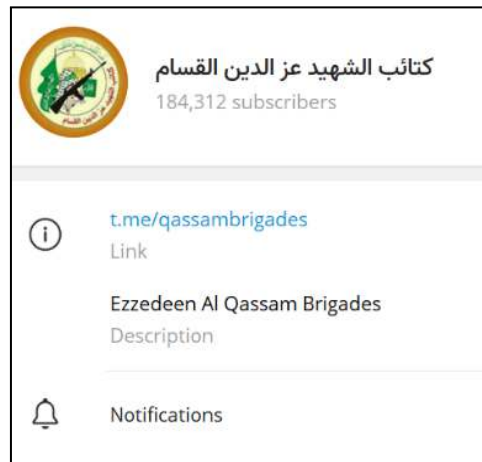 كتائب الشهيد عز الدين القسام
184,312 subscribers
t.me/qassambrigades
Link
Ezzedeen Al Qassam Brigades
Description
Notifications